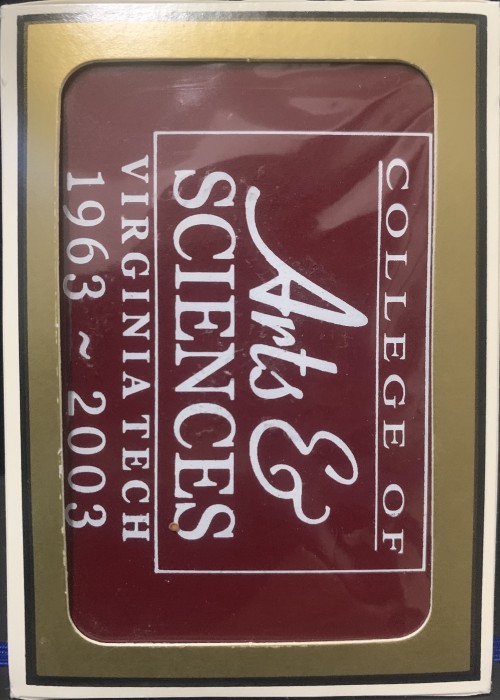 COLLEGE OF
Arts &
SCIENCES
VIRGINIA TECH
1963 ~ 2003